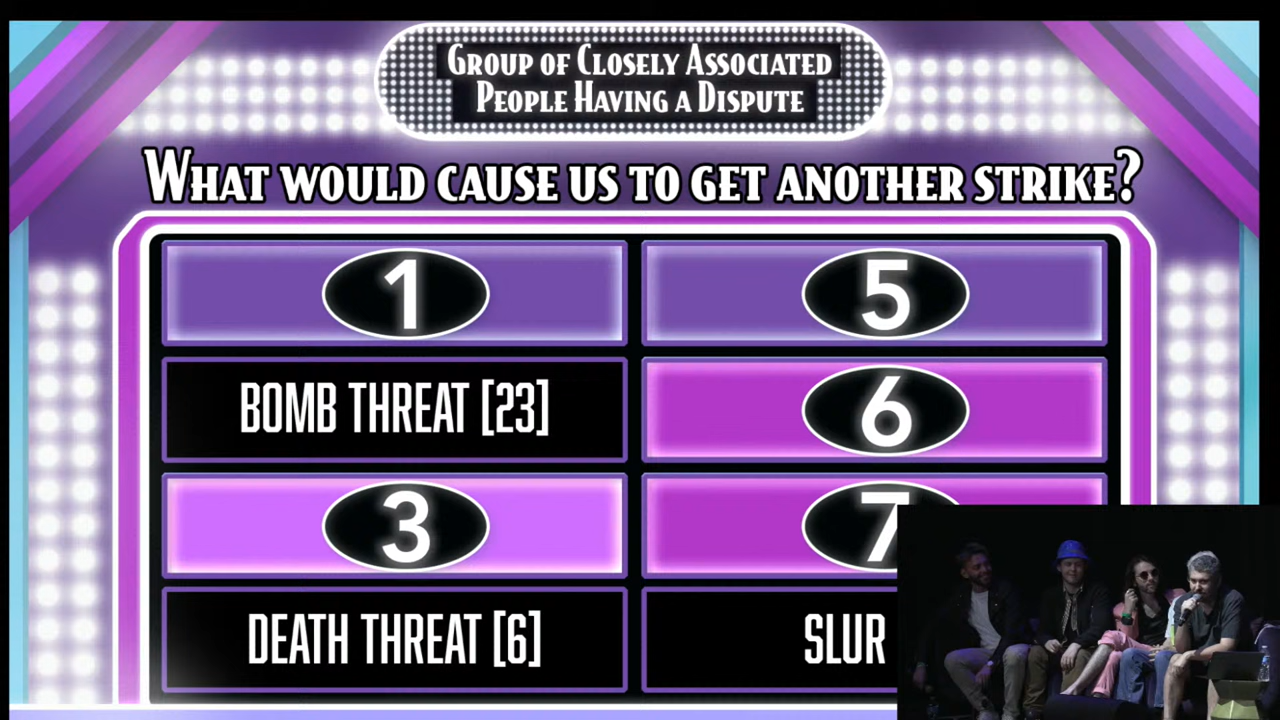 GROUP OF CLOSELY ASSOCIATED
PEOPLE HAVING A DISPUTE
WHAT WOULD CAUSE US TO GET ANOTHER STRIKE?
1
BOMB THREAT [23]
3
DEATH THREAT [6]
5
6
7
SLUR